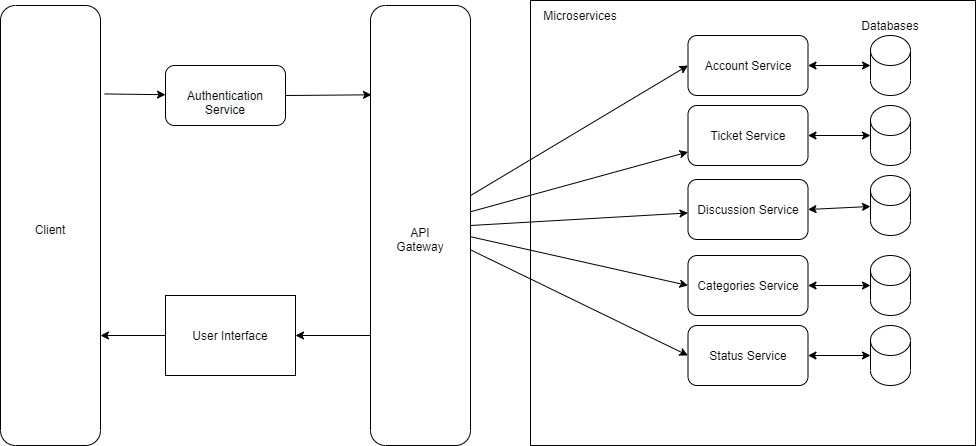 Microservices
Databases
Account Service
Authentication
Service
Ticket Service
Discussion Service
Client
API
Gateway
Categories Service
User Interface
Status Service